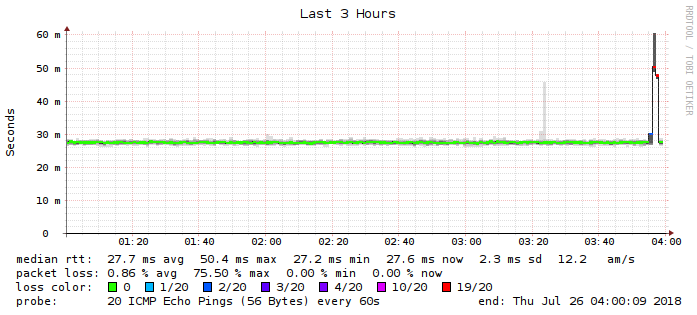 Last 3 Hours
RRDTOOL / TOBI OETIKER
Seconds
60 m
50 m
40 m
30 m
20 m
10 m
0
01:20 01:40 02:00 02:20 02:40 03:00 03:20 03:40 04:00
median rtt: 27.7 ms avg 50.4 ms max 27.2 ms min 27.6 ms now 2.3 ms sd 12.2 am/s
packet loss: 0.86 % avg 75.50 % max 0.00 % min 0.00 % now
loss color: 0 1/20 2/20 3/20 4/20 10/20 19/20
probe: 20 ICMP Echo Pings (56 Bytes) every 60s end: Thu Jul 26 04:00:09 2018